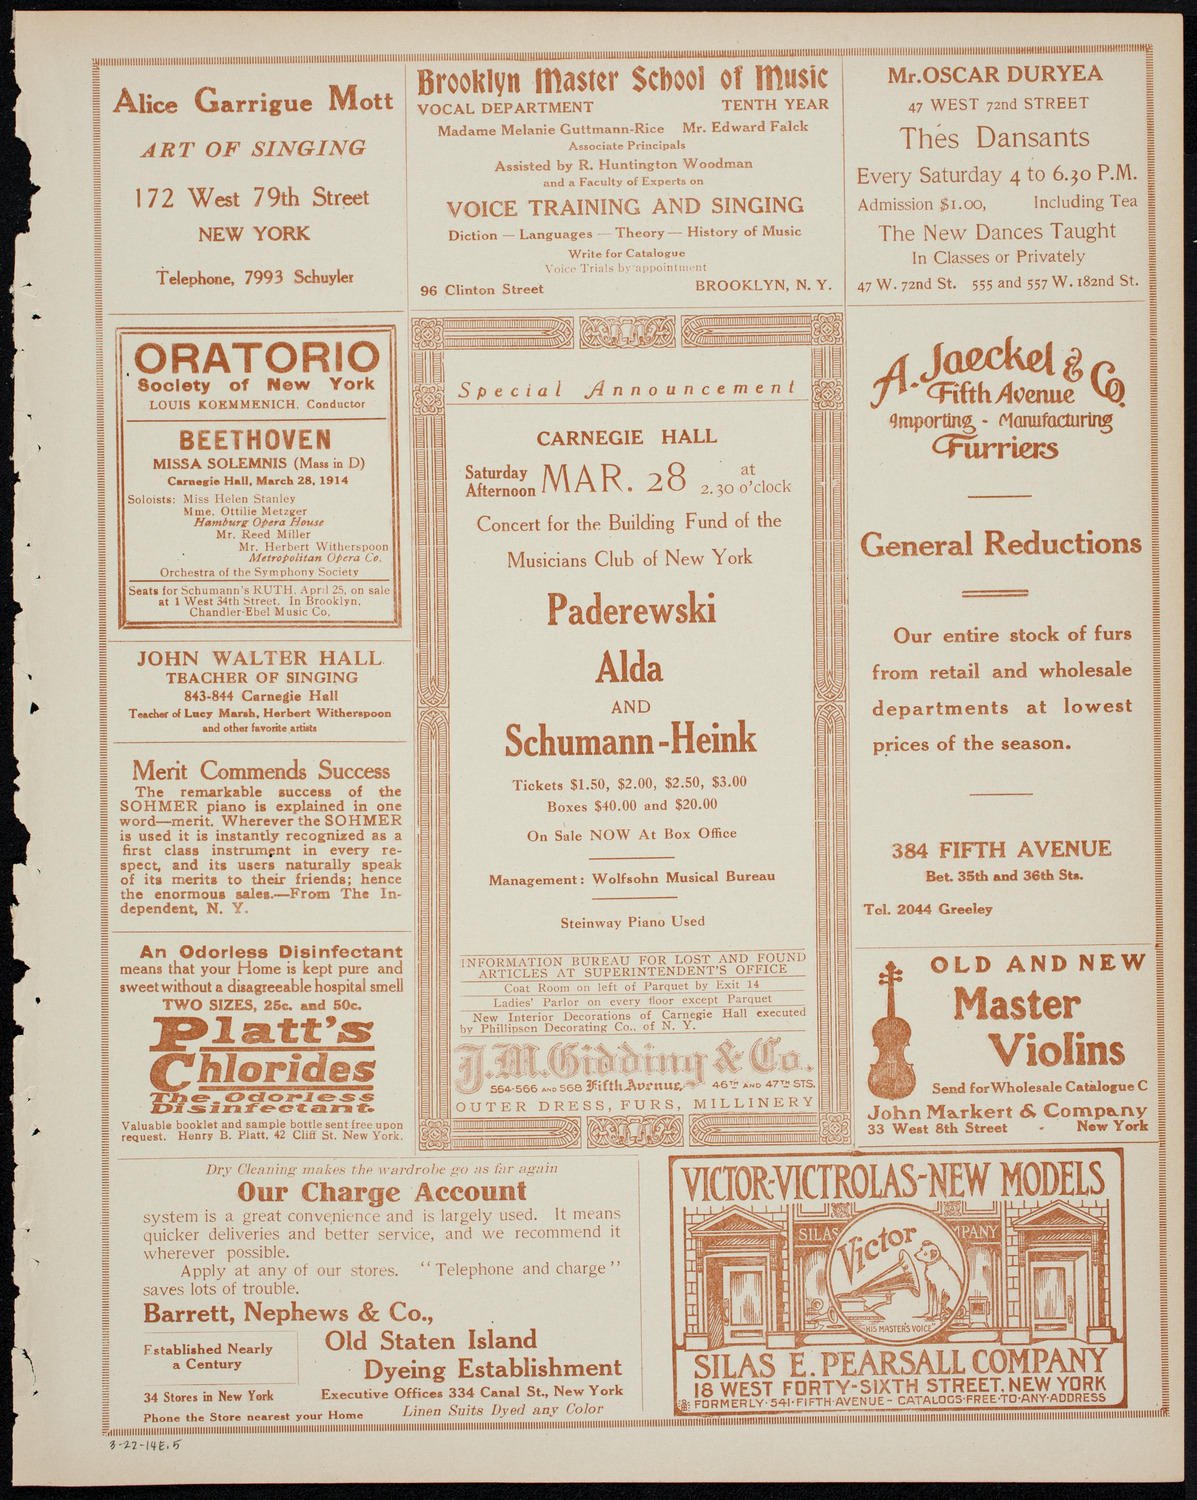 Alice Garrigue Mott
ART OF SINGING
172 West 79th Street
NEW YORK
Telephone, 7993 Schuyler
Brooklyn Master School of Music
VOCAL DEPARTMENT TENTH YEAR
Madame Melanie Guttmann-Rice Mr. Edward Falck
Associate Principals
Assisted by R. Huntington Woodman
and a Faculty of Experts on
VOICE TRAINING AND SINGING
Diction — Languages — Theory — History of Music
Write for Catalogue
Voice Trials by appointment
96 Clinton Street BROOKLYN, N. Y.
Mr. OSCAR DURYEA
47 WEST 72nd STREET
Thés Dansants
Every Saturday 4 to 6.30 P.M.
Admission $1.00, Including Tea
The New Dances Taught
In Classes or Privately
47 W. 72nd St. 555 and 557 W. 182nd St.
ORATORIO
Society of New York
LOUIS KOEMMENICH, Conductor
BEETHOVEN
MISSA SOLEMNIS (Mass in D)
Carnegie Hall, March 28, 1914
Soloists: Miss Helen Stanley
Mme. Ottilie Metzger
Hamburg Opera House
Mr. Reed Miller
Mr. Herbert Witherspoon
Metropolitan Opera Co.
Orchestra of the Symphony Society
Seats for Schumann's RUTH, April 25, on sale
at 1 West 34th Street. In Brooklyn,
Chandler-Ebel Music Co.
JOHN WALTER HALL
TEACHER OF SINGING
843-844 Carnegie Hall
Teacher of Lucy Marsh, Herbert Witherspoon
and other favorite artists
Merit Commends Success
The remarkable success of the
SOHMER piano is explained in one
word—merit. Wherever the SOHMER
is used it is instantly recognized as a
first class instrument in every re-
spect, and its users naturally speak
of its merits to their friends; hence
the enormous sales.—From The In-
dependent, N. Y.
An Odorless Disinfectant
means that your Home is kept pure and
sweet without a disagreeable hospital smell
TWO SIZES, 25c. and 50c.
Platt's
Chlorides
The Odorless
Disinfectant.
Valuable booklet and sample bottle sent free upon
request. Henry B. Platt, 42 Cliff St. New York.
Special Announcement
CARNEGIE HALL
Saturday Afternoon MAR. 28 at 2.30 o'clock
Concert for the Building Fund of the
Musicians Club of New York
Paderewski
Alda
AND
Schumann-Heink
Tickets $1.50, $2.00, $2.50, $3.00
Boxes $40.00 and $20.00
On Sale NOW At Box Office
Management: Wolfsohn Musical Bureau
Steinway Piano Used
INFORMATION BUREAU FOR LOST AND FOUND
ARTICLES AT SUPERINTENDENT'S OFFICE
Coat Room on left of Parquet by Exit 14
Ladies' Parlor on every floor except Parquet
New Interior Decorations of Carnegie Hall executed
by Phillipson Decorating Co., of N. Y.
J.M. Gidding & Co.
564-566 AND 568 Fifth Avenue, 46TH AND 47TH STS.
OUTER DRESS, FURS, MILLINERY
A. Jaeckel & Co.
Fifth Avenue
Importing - Manufacturing
Furriers
General Reductions
Our entire stock of furs
from retail and wholesale
departments at lowest
prices of the season.
384 FIFTH AVENUE
Bet. 35th and 36th Sts.
Tel. 2044 Greeley
OLD AND NEW
Master
Violins
Send for Wholesale Catalogue C
John Markert & Company
33 West 8th Street - New York
Dry Cleaning makes the wardrobe go as far again
Our Charge Account
system is a great convenience and is largely used. It means
quicker deliveries and better service, and we recommend it
wherever possible.
Apply at any of our stores. "Telephone and charge"
saves lots of trouble.
Barrett, Nephews & Co.,
Old Staten Island
Dyeing Establishment
Established Nearly
a Century
34 Stores in New York
Executive Offices 334 Canal St., New York
Phone the Store nearest your Home
Linen Suits Dyed any Color
VICTOR-VICTROLAS-NEW MODELS
SILAS MPANY
Victor
"HIS MASTER'S VOICE"
SILAS E. PEARSALL COMPANY
18 WEST FORTY-SIXTH STREET, NEW YORK
FORMERLY·541·FIFTH·AVENUE - CATALOGS·FREE·TO·ANY·ADDRESS
3-22-14E.5